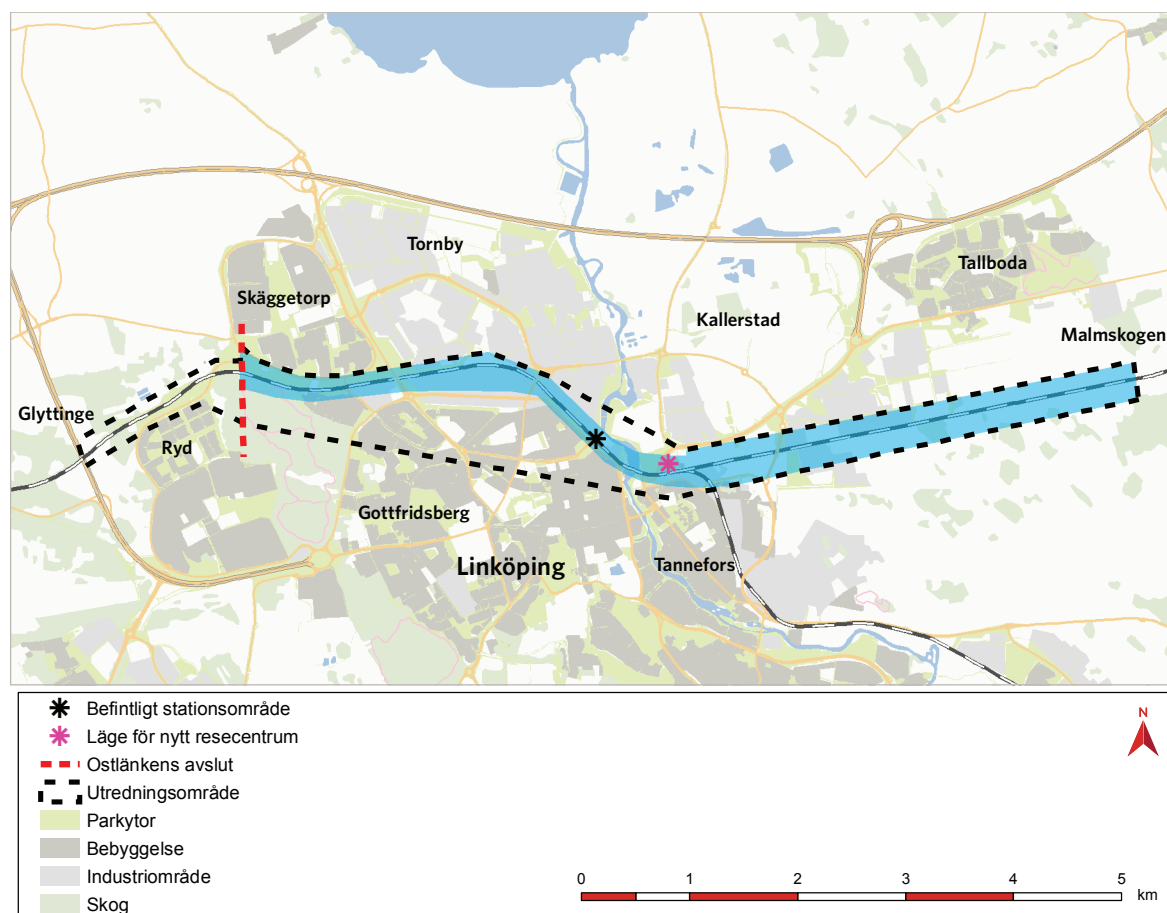 Tornby
Tallboda
Skäggetorp
Kallerstad
Malmskogen
Glyttinge
Ryd
Gottfridsberg
Linköping
Tannefors
Befintligt stationsområde
Läge för nytt resecentrum
Ostlänkens avslut
Utredningsområde
Parkytor
Bebyggelse
Industriområde
Skog
N
0 1 2 3 4 5
km